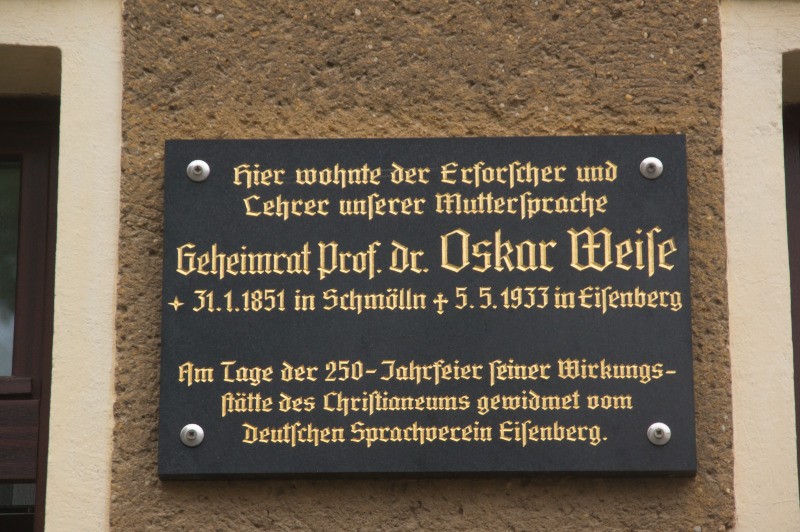 Hier wohnte der Erforscher und
Lehrer unserer Muttersprache
Geheimrat Prof. Dr. Oskar Weise
✦ 31.1.1851 in Schmölln ✝ 5.5.1933 in Eisenberg
Am Tage der 250-Jahrfeier seiner Wirkungs-
stätte des Christianeums gewidmet vom
Deutschen Sprachverein Eisenberg.